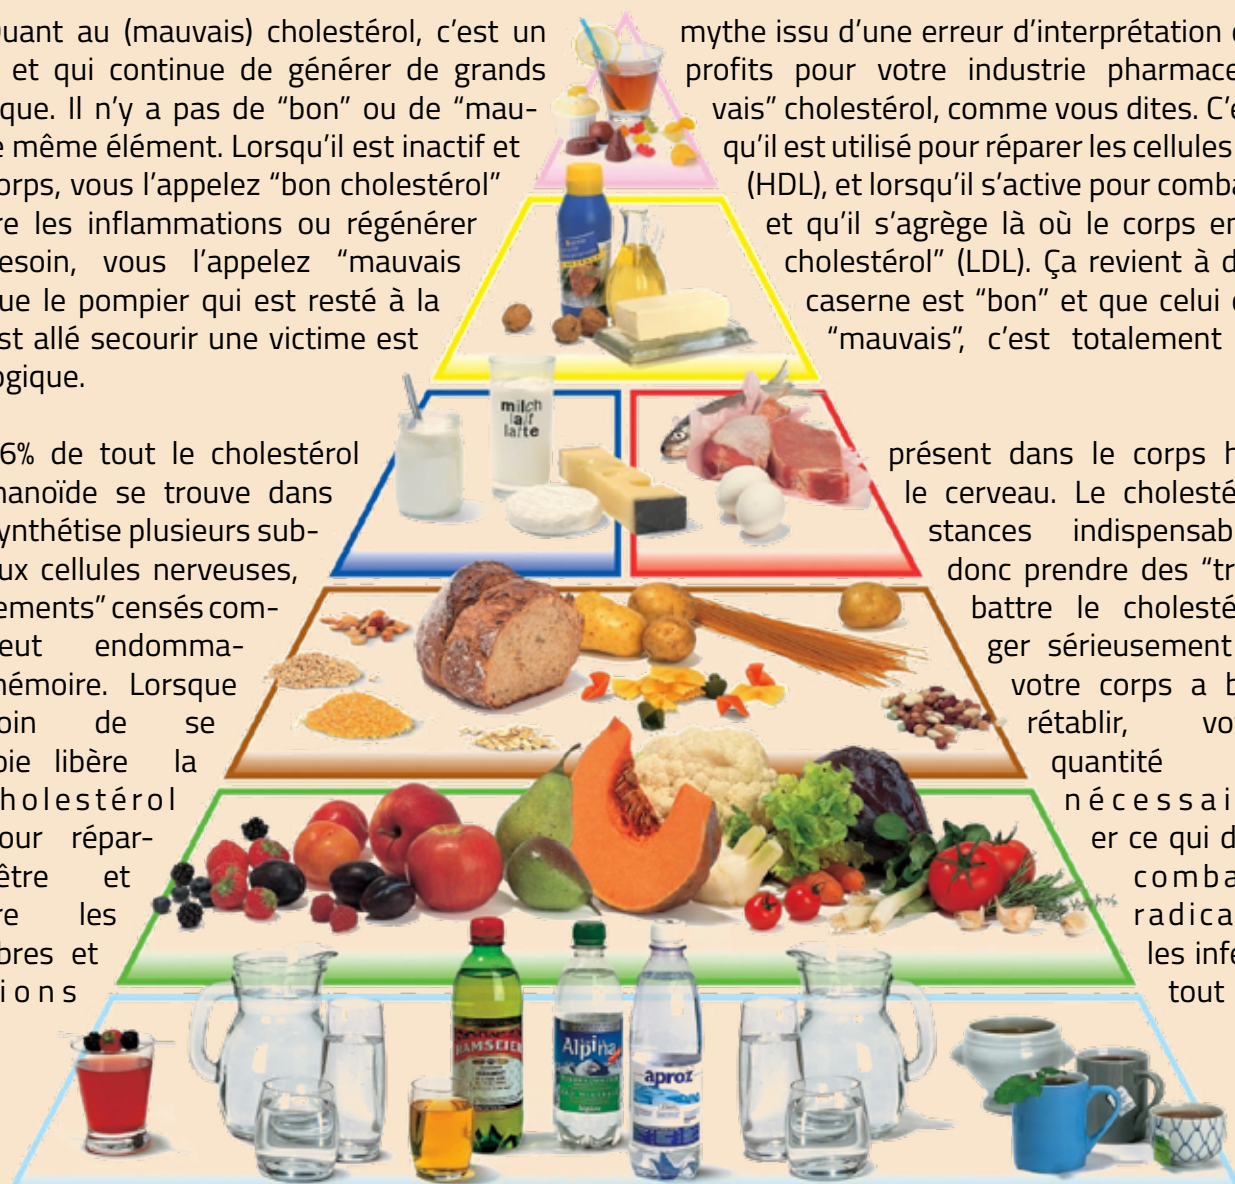 uant au (mauvais) cholestérol, c'est un mythe issu d'une erreur d'interprétation
et qui continue de générer de grands profits pour votre industrie pharmace
que. Il n'y a pas de “bon” ou de “mau- vais” cholestérol, comme vous dites. C'e
e même élément. Lorsqu'il est inactif et qu'il est utilisé pour réparer les cellules
orps, vous l'appelez “bon cholestérol” (HDL), et lorsqu'il s'active pour comba
re les inflammations ou régénérer et qu'il s'agrège là où le corps en
esoin, vous l'appelez “mauvais cholestérol” (LDL). Ça revient à d
ue le pompier qui est resté à la caserne est “bon” et que celui
st allé secourir une victime est “mauvais”, c'est totalement
ogique.
6% de tout le cholestérol présent dans le corps h
manoïde se trouve dans le cerveau. Le cholesté
ynthétise plusieurs sub- stances indispensab
ux cellules nerveuses, donc prendre des “tr
ements” censés com- battre le cholesté
eut endomma- ger sérieusement
mémoire. Lorsque votre corps a b
oin de se rétablir, vo
oie libère la quantité
holestérol nécessai
our répar- er ce qui d
être et comba
re les radica
bres et les infe
ions tout
milch
lait
latte
RAMSEIER
Alpina
aproz